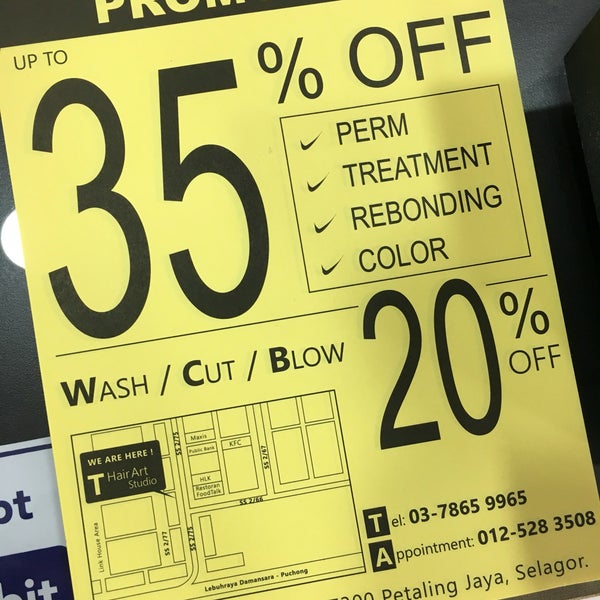 UP TO
35% OFF
PERM
TREATMENT
REBONDING
COLOR
WASH / CUT / BLOW
20% OFF
WE ARE HERE !
T Hair Art
Studio
Maxis
Public Bank
KFC
HLK
Restoran
FoodTalk
SS 2/75
SS 2/67
SS 2/66
SS 2/75
SS 2/75
Link House Area
Lebuhraya Damansara - Puchong
Tel: 03-7865 9965
Appointment: 012-528 3508
Petaling Jaya, Selagor.